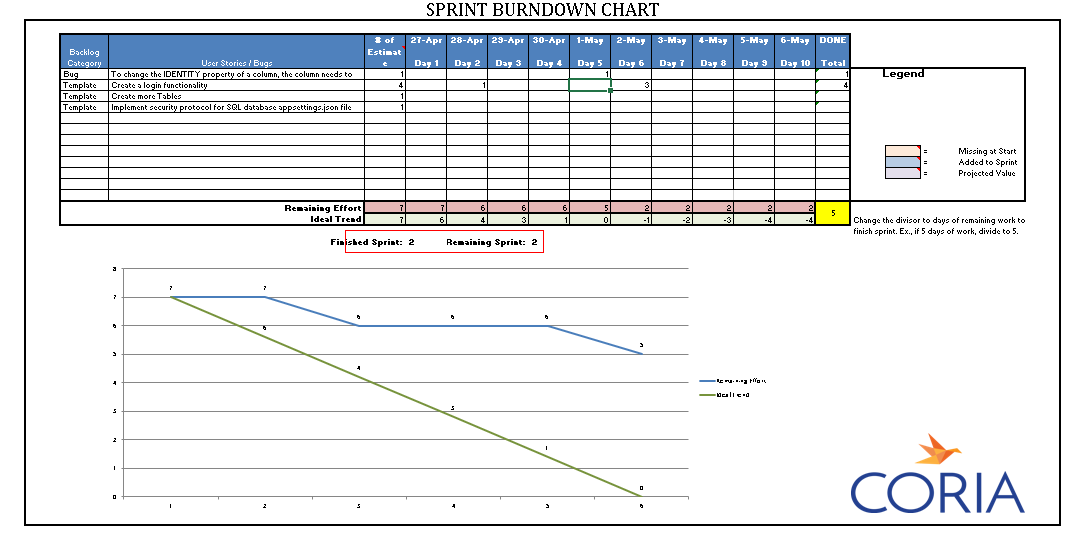 SPRINT BURNDOWN CHART
Backlog Category User Stories / Bugs # of Estimate 27-Apr Day 1 28-Apr Day 2 29-Apr Day 3 30-Apr Day 4 1-May Day 5 2-May Day 6 3-May Day 7 4-May Day 8 5-May Day 9 6-May Day 10 DONE Total
Bug To change the IDENTITY property of a column, the column needs to 1 1 1
Template Create a login functionality 4 1 3 4
Template Create more Tables 1
Template Implement security protocol for SQL database appsettings.json file 1
Legend
= Missing at Start
= Added to Sprint
= Projected Value
Remaining Effort 7 7 6 6 6 5 2 2 2 2 2
Ideal Trend 7 6 4 3 1 0 -1 -2 -3 -4 -4
5
Change the divisor to days of remaining work to
finish sprint. Ex., if 5 days of work, divide to 5.
Finished Sprint: 2 Remaining Sprint: 2
8
7
6
5
4
3
2
1
0
7 7 6 6 6 5
6 4 3 1 0
1 2 3 4 5 6
Remaining Effort
Ideal Trend
CORIA